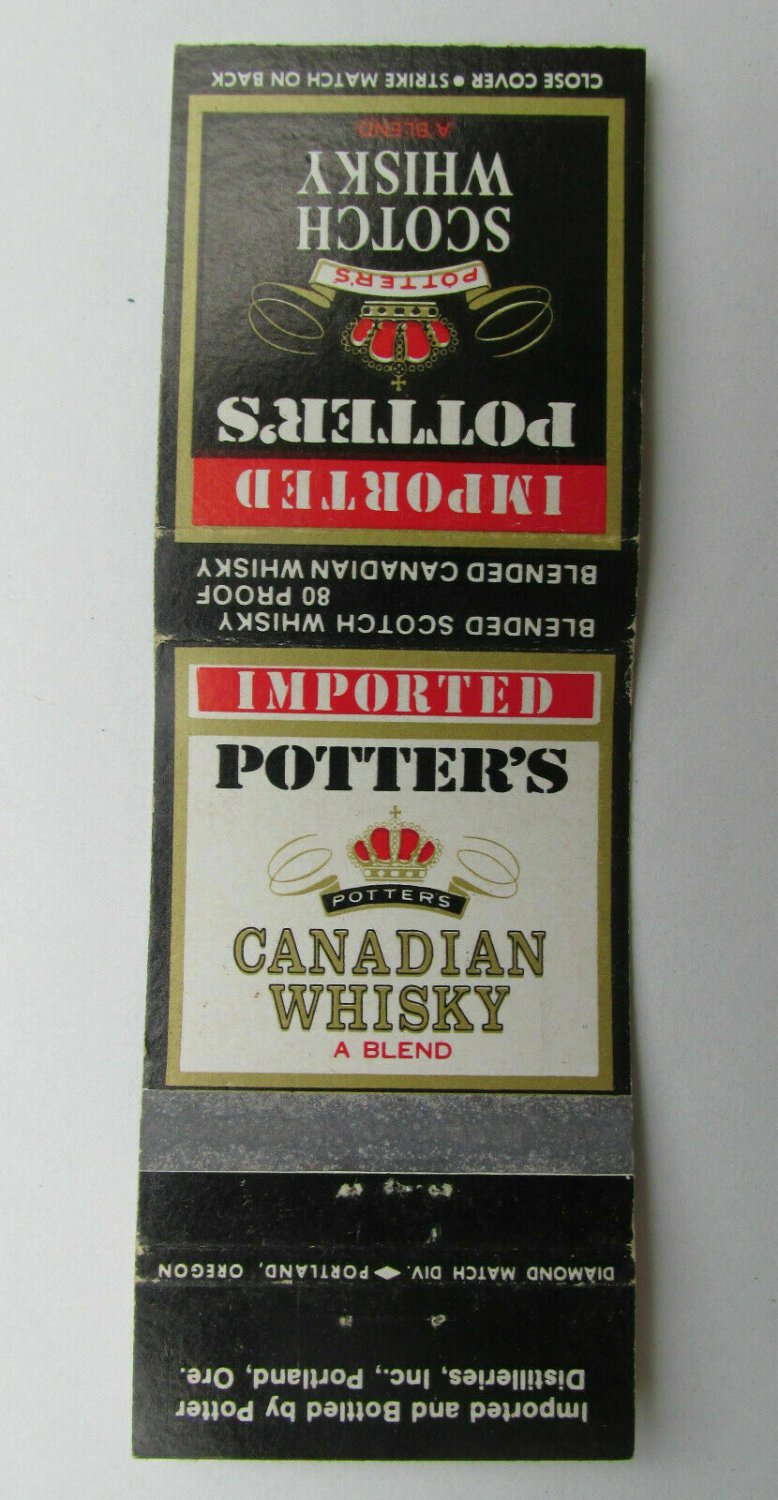 BLENDED SCOTCH WHISKY
80 PROOF
BLENDED CANADIAN WHISKY
IMPORTED
POTTER'S
POTTER'S
SCOTCH
WHISKY
A BLEND
CLOSE COVER • STRIKE MATCH ON BACK
IMPORTED
POTTER'S
POTTER'S
CANADIAN
WHISKY
A BLEND
Imported and Bottled by Potter
Distilleries, Inc., Portland, Ore.
DIAMOND MATCH DIV. ◆ PORTLAND, OREGON